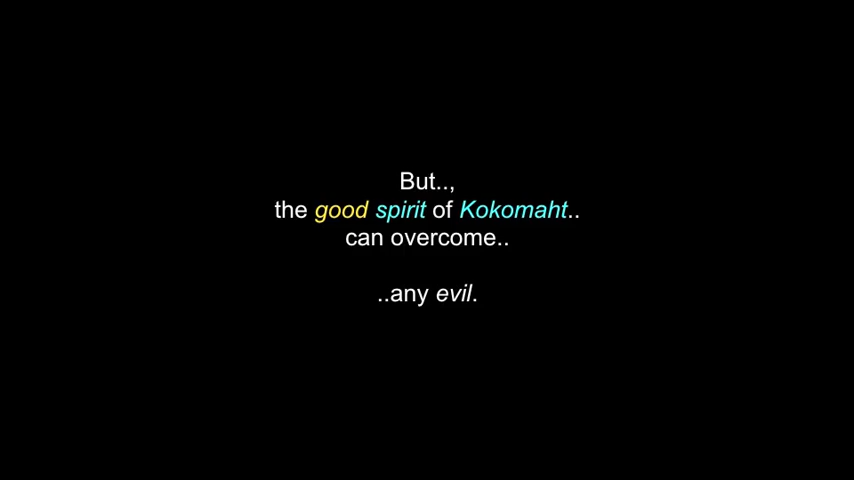 But..,
the good spirit of Kokomaht..
can overcome..
..any evil.